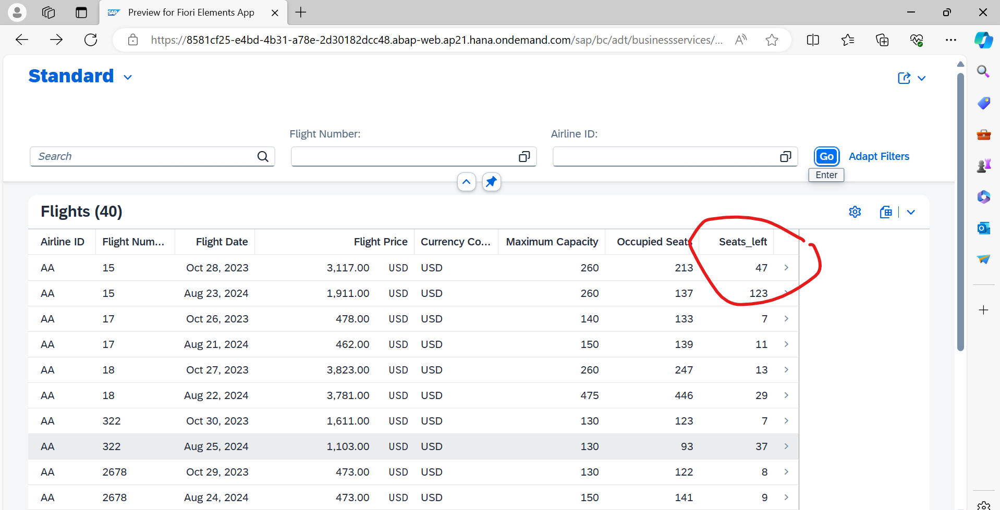 SAP Preview for Fiori Elements App
https://8581cf25-e4bd-4b31-a78e-2d30182dcc48.abap-web.ap21.hana.ondemand.com/sap/bc/adt/businessservices/...
Standard
Flight Number: Airline ID:
Search Go Adapt Filters
Enter
Flights (40)
Airline ID Flight Num... Flight Date Flight Price Currency Co... Maximum Capacity Occupied Seats Seats_left
AA 15 Oct 28, 2023 3,117.00 USD USD 260 213 47
AA 15 Aug 23, 2024 1,911.00 USD USD 260 137 123
AA 17 Oct 26, 2023 478.00 USD USD 140 133 7
AA 17 Aug 21, 2024 462.00 USD USD 150 139 11
AA 18 Oct 27, 2023 3,823.00 USD USD 260 247 13
AA 18 Aug 22, 2024 3,781.00 USD USD 475 446 29
AA 322 Oct 30, 2023 1,611.00 USD USD 130 123 7
AA 322 Aug 25, 2024 1,103.00 USD USD 130 93 37
AA 2678 Oct 29, 2023 473.00 USD USD 130 122 8
AA 2678 Aug 24, 2024 473.00 USD USD 150 141 9